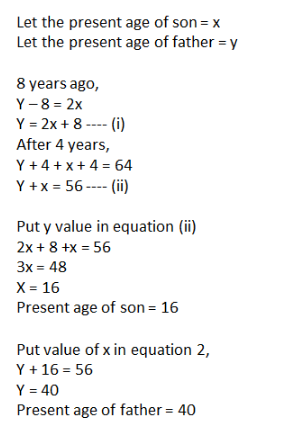 Let the present age of son = x
Let the present age of father = y
8 years ago,
Y – 8 = 2x
Y = 2x + 8 ---- (i)
After 4 years,
Y + 4 + x + 4 = 64
Y + x = 56 ---- (ii)
Put y value in equation (ii)
2x + 8 +x = 56
3x = 48
X = 16
Present age of son = 16
Put value of x in equation 2,
Y + 16 = 56
Y = 40
Present age of father = 40